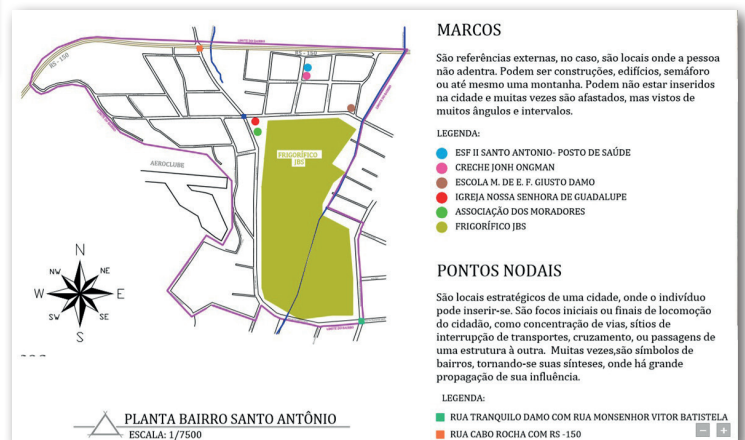 RS - 150
RS - 150
AEROCLUBE
FRIGORÍFICO
JBS
N
NW
NE
W
E
SW
SE
S
PLANTA BAIRRO SANTO ANTÔNIO
ESCALA: 1/7500
MARCOS
São referências externas, no caso, são locais onde a pessoa
não adentra. Podem ser construções, edifícios, semáforo
ou até mesmo uma montanha. Podem não estar inseridos
na cidade e muitas vezes são afastados, mas vistos de
muitos ângulos e intervalos.
LEGENDA:
ESF II SANTO ANTONIO- POSTO DE SAÚDE
CRECHE JONH ONGMAN
ESCOLA M. DE E. F. GIUSTO DAMO
IGREJA NOSSA SENHORA DE GUADALUPE
ASSOCIAÇÃO DOS MORADORES
FRIGORÍFICO JBS
PONTOS NODAIS
São locais estratégicos de uma cidade, onde o indivíduo
pode inserir-se. São focos iniciais ou finais de locomoção
do cidadão, como concentração de vias, sítios de
interrupção de transportes, cruzamento, ou passagens de
uma estrutura à outra. Muitas vezes,são símbolos de
bairros, tornando-se suas sínteses, onde há grande
propagação de sua influência.
LEGENDA:
RUA TRANQUILO DAMO COM RUA MONSENHOR VITOR BATISTELA
RUA CABO ROCHA COM RS -150